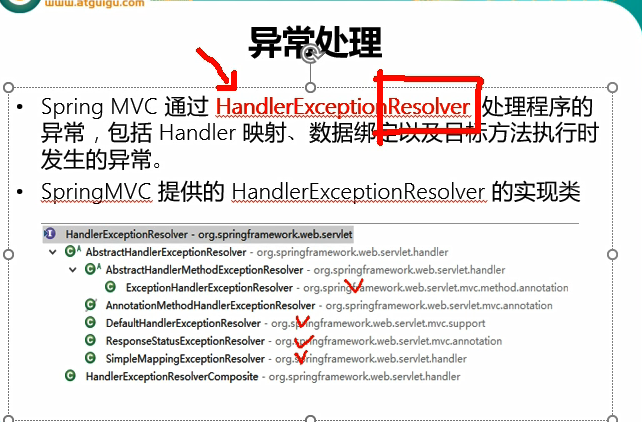 www.atguigu.com
异常处理
• Spring MVC 通过 HandlerExceptionResolver 处理程序的
异常，包括 Handler 映射、数据绑定以及目标方法执行时
发生的异常。
• SpringMVC 提供的 HandlerExceptionResolver 的实现类
HandlerExceptionResolver - org.springframework.web.servlet
AbstractHandlerExceptionResolver - org.springframework.web.servlet.handler
AbstractHandlerMethodExceptionResolver - org.springframework.web.servlet.handler
ExceptionHandlerExceptionResolver - org.springframework.web.servlet.mvc.method.annotation
AnnotationMethodHandlerExceptionResolver - org.springframework.web.servlet.mvc.annotation
DefaultHandlerExceptionResolver - org.springframework.web.servlet.mvc.support
ResponseStatusExceptionResolver - org.springframework.web.servlet.mvc.annotation
SimpleMappingExceptionResolver - org.springframework.web.servlet.handler
HandlerExceptionResolverComposite - org.springframework.web.servlet.handler